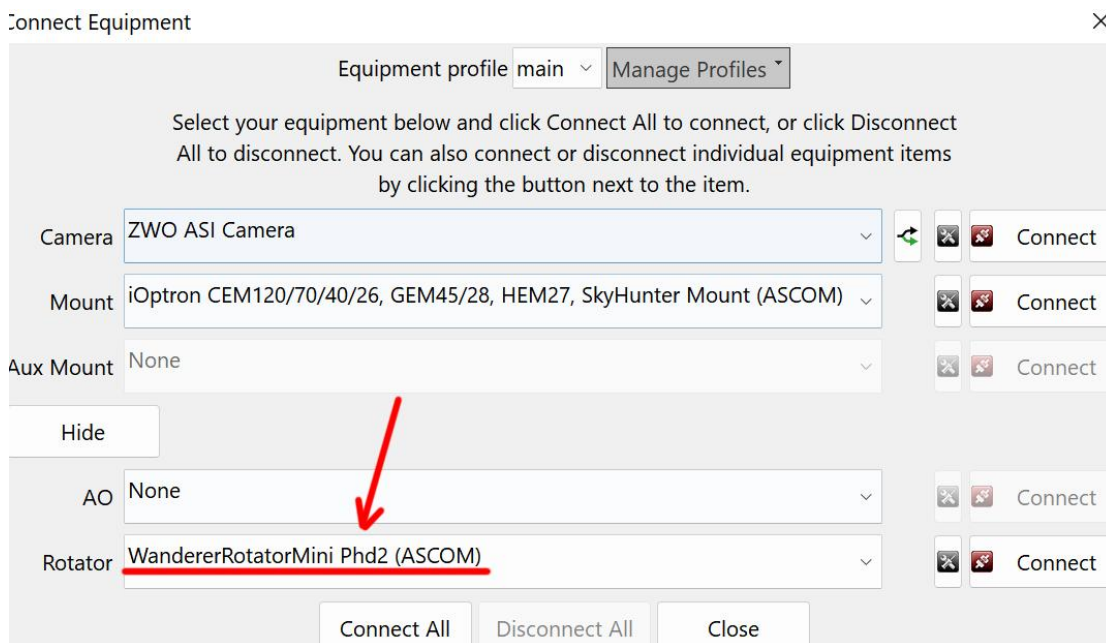 Connect Equipment
Equipment profile main Manage Profiles
Select your equipment below and click Connect All to connect, or click Disconnect
All to disconnect. You can also connect or disconnect individual equipment items
by clicking the button next to the item.
Camera ZWO ASI Camera Connect
Mount iOptron CEM120/70/40/26, GEM45/28, HEM27, SkyHunter Mount (ASCOM) Connect
Aux Mount None Connect
Hide
AO None Connect
Rotator WandererRotatorMini Phd2 (ASCOM) Connect
Connect All Disconnect All Close